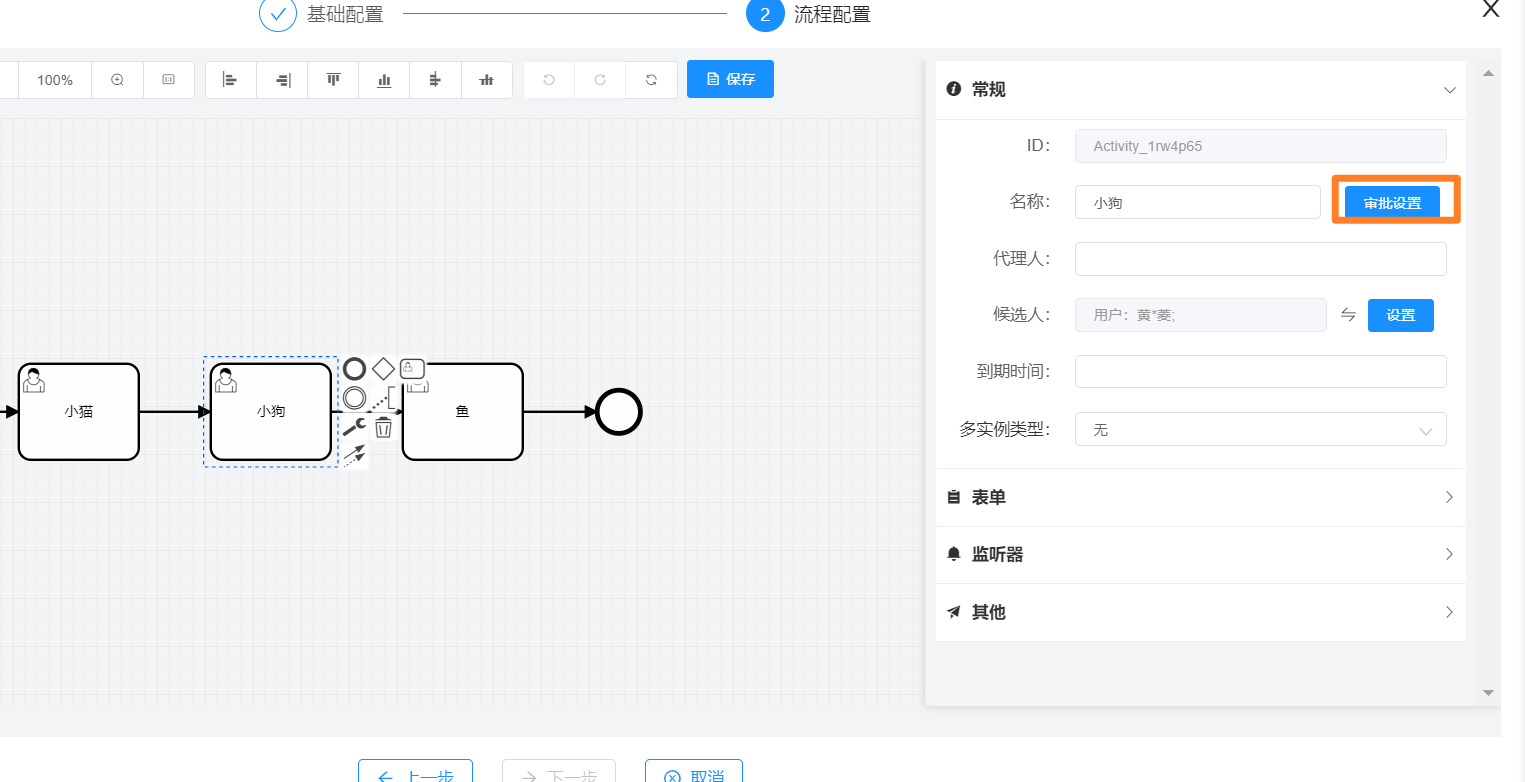 基础配置
2 流程配置
X
100%
保存
常规
ID：
Activity_1rw4p65
名称：
小狗
审批设置
代理人：
候选人：
用户：黄*菱;
设置
到期时间：
多实例类型：
无
小猫
小狗
鱼
表单
监听器
其他
上一步
下一步
取消